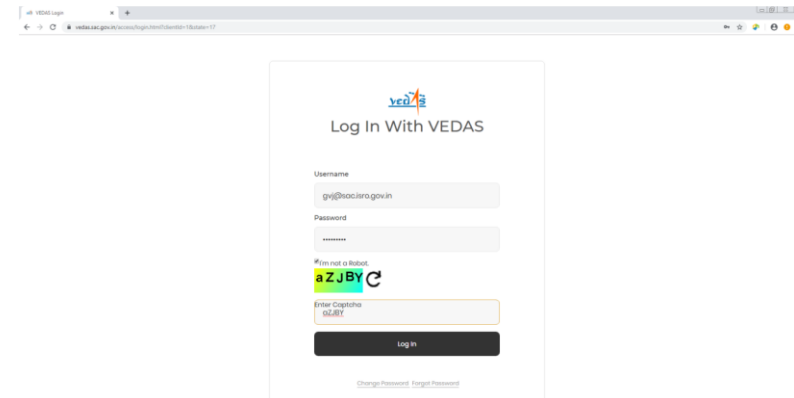 VEDAS Login
vedas.sac.gov.in/access/login.html?clientid=1&state=17
vedas
Log In With VEDAS
Username
gvj@sac.isro.gov.in
Password
•••••••••
I'm not a Robot.
aZJBY
Enter Captcha
aZJBY
Log In
Change Password Forgot Password